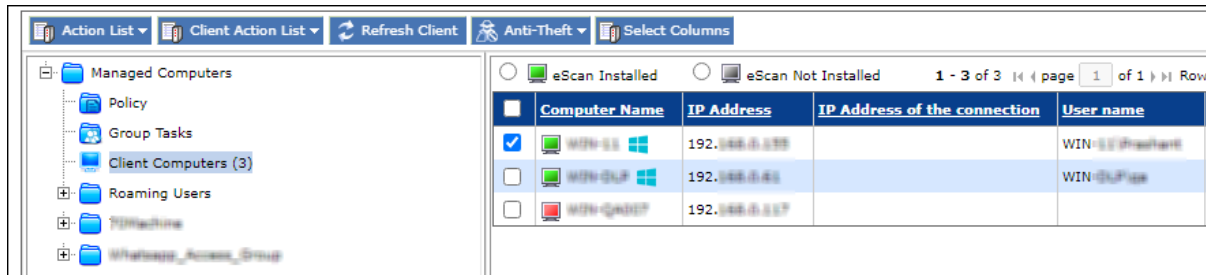 Action List Client Action List Refresh Client Anti-Theft Select Columns
Managed Computers
Policy
Group Tasks
Client Computers (3)
Roaming Users
eScan Installed eScan Not Installed 1 - 3 of 3 page 1 of 1 Row
Computer Name IP Address IP Address of the connection User name
192. WIN-
192. WIN-
192.